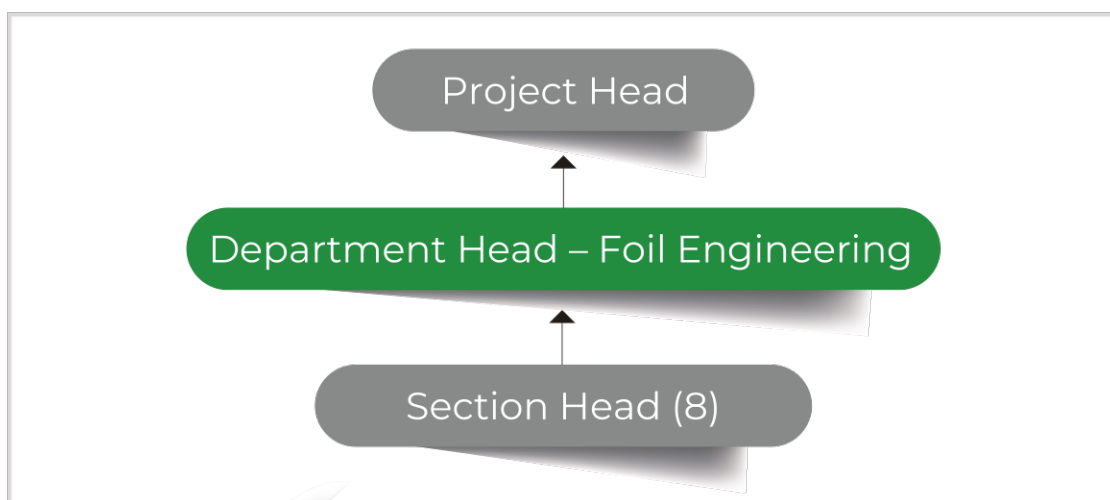 Project Head
Department Head – Foil Engineering
Section Head (8)